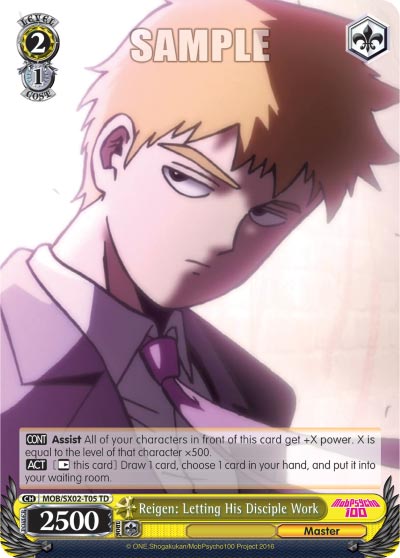 LEVEL
2
1
COST
SAMPLE
CONT Assist All of your characters in front of this card get +X power. X is
equal to the level of that character ×500.
ACT [ this card] Draw 1 card, choose 1 card in your hand, and put it into
your waiting room.
CH MOB/SX02-T05 TD
Reigen: Letting His Disciple Work
MobPsycho
100
POWER
2500
SOUL
Master
© ONE,Shogakukan/MobPsycho100 Project 2016